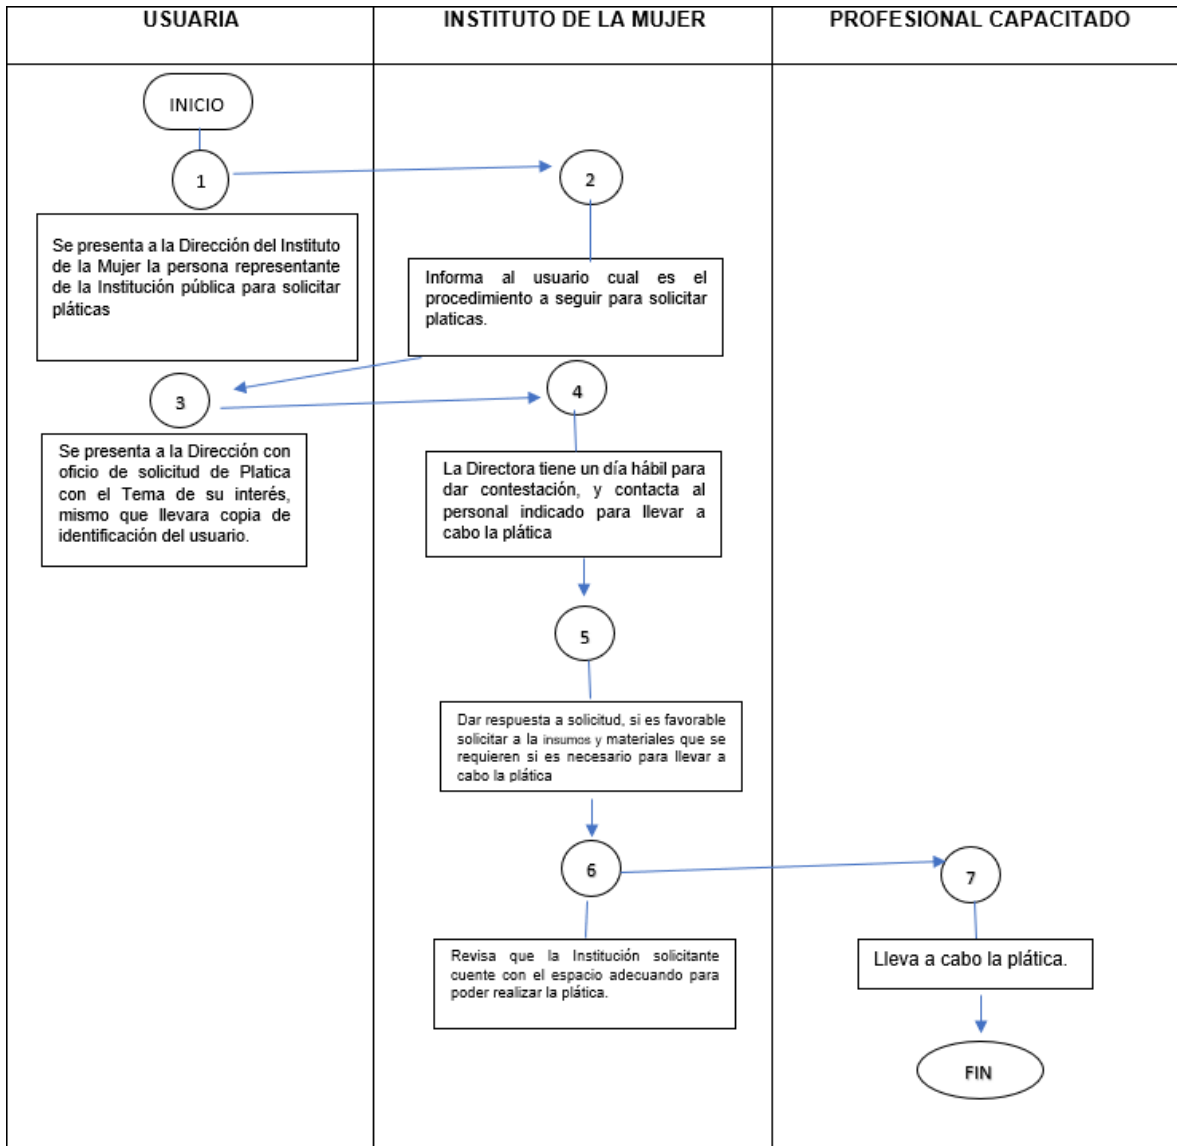 USUARIA
INSTITUTO DE LA MUJER
PROFESIONAL CAPACITADO
INICIO
1
2
Se presenta a la Dirección del Instituto
de la Mujer la persona representante
de la Institución pública para solicitar
pláticas
Informa al usuario cual es el
procedimiento a seguir para solicitar
platicas.
3
4
Se presenta a la Dirección con
oficio de solicitud de Platica
con el Tema de su interés,
mismo que llevara copia de
identificación del usuario.
La Directora tiene un día hábil para
dar contestación, y contacta al
personal indicado para llevar a
cabo la plática
5
Dar respuesta a solicitud, si es favorable
solicitar a la insumos y materiales que se
requieren si es necesario para llevar a
cabo la plática
6
7
Revisa que la Institución solicitante
cuente con el espacio adecuando para
poder realizar la plática.
Lleva a cabo la plática.
FIN